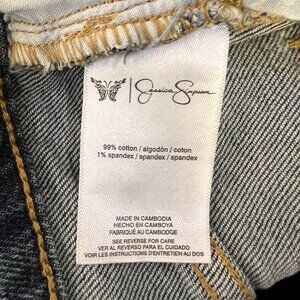 Jessica Simpson
99% cotton / algodón / coton
1% spandex / spandex / spandex
MADE IN CAMBODIA
HECHO EN CAMBOYA
FABRIQUÉ AU CAMBODGE
SEE REVERSE FOR CARE
VER AL REVERSO PARA EL CUIDADO
VOIR LES INSTRUCTIONS D'ENTRETIEN AU DOS